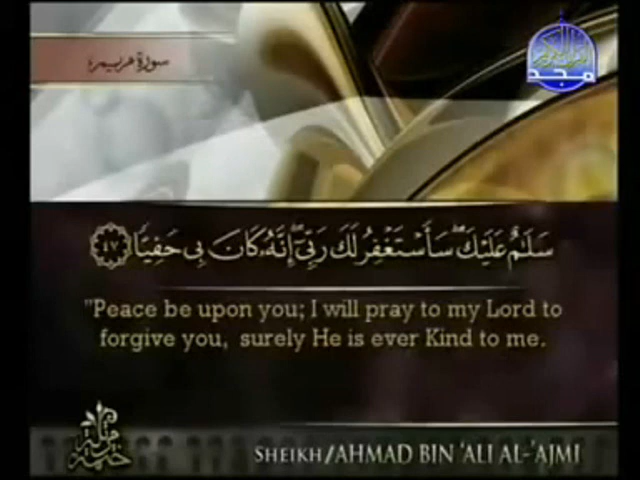 سورة مريم
مجد
سَلَٰمٌ عَلَيْكَ ۖ سَأَسْتَغْفِرُ لَكَ رَبِّىٓ ۖ إِنَّهُۥ كَانَ بِى حَفِيًّا ٤٧
"Peace be upon you; I will pray to my Lord to
forgive you, surely He is ever Kind to me.
SHEIKH/AHMAD BIN 'ALI AL-'AJMI